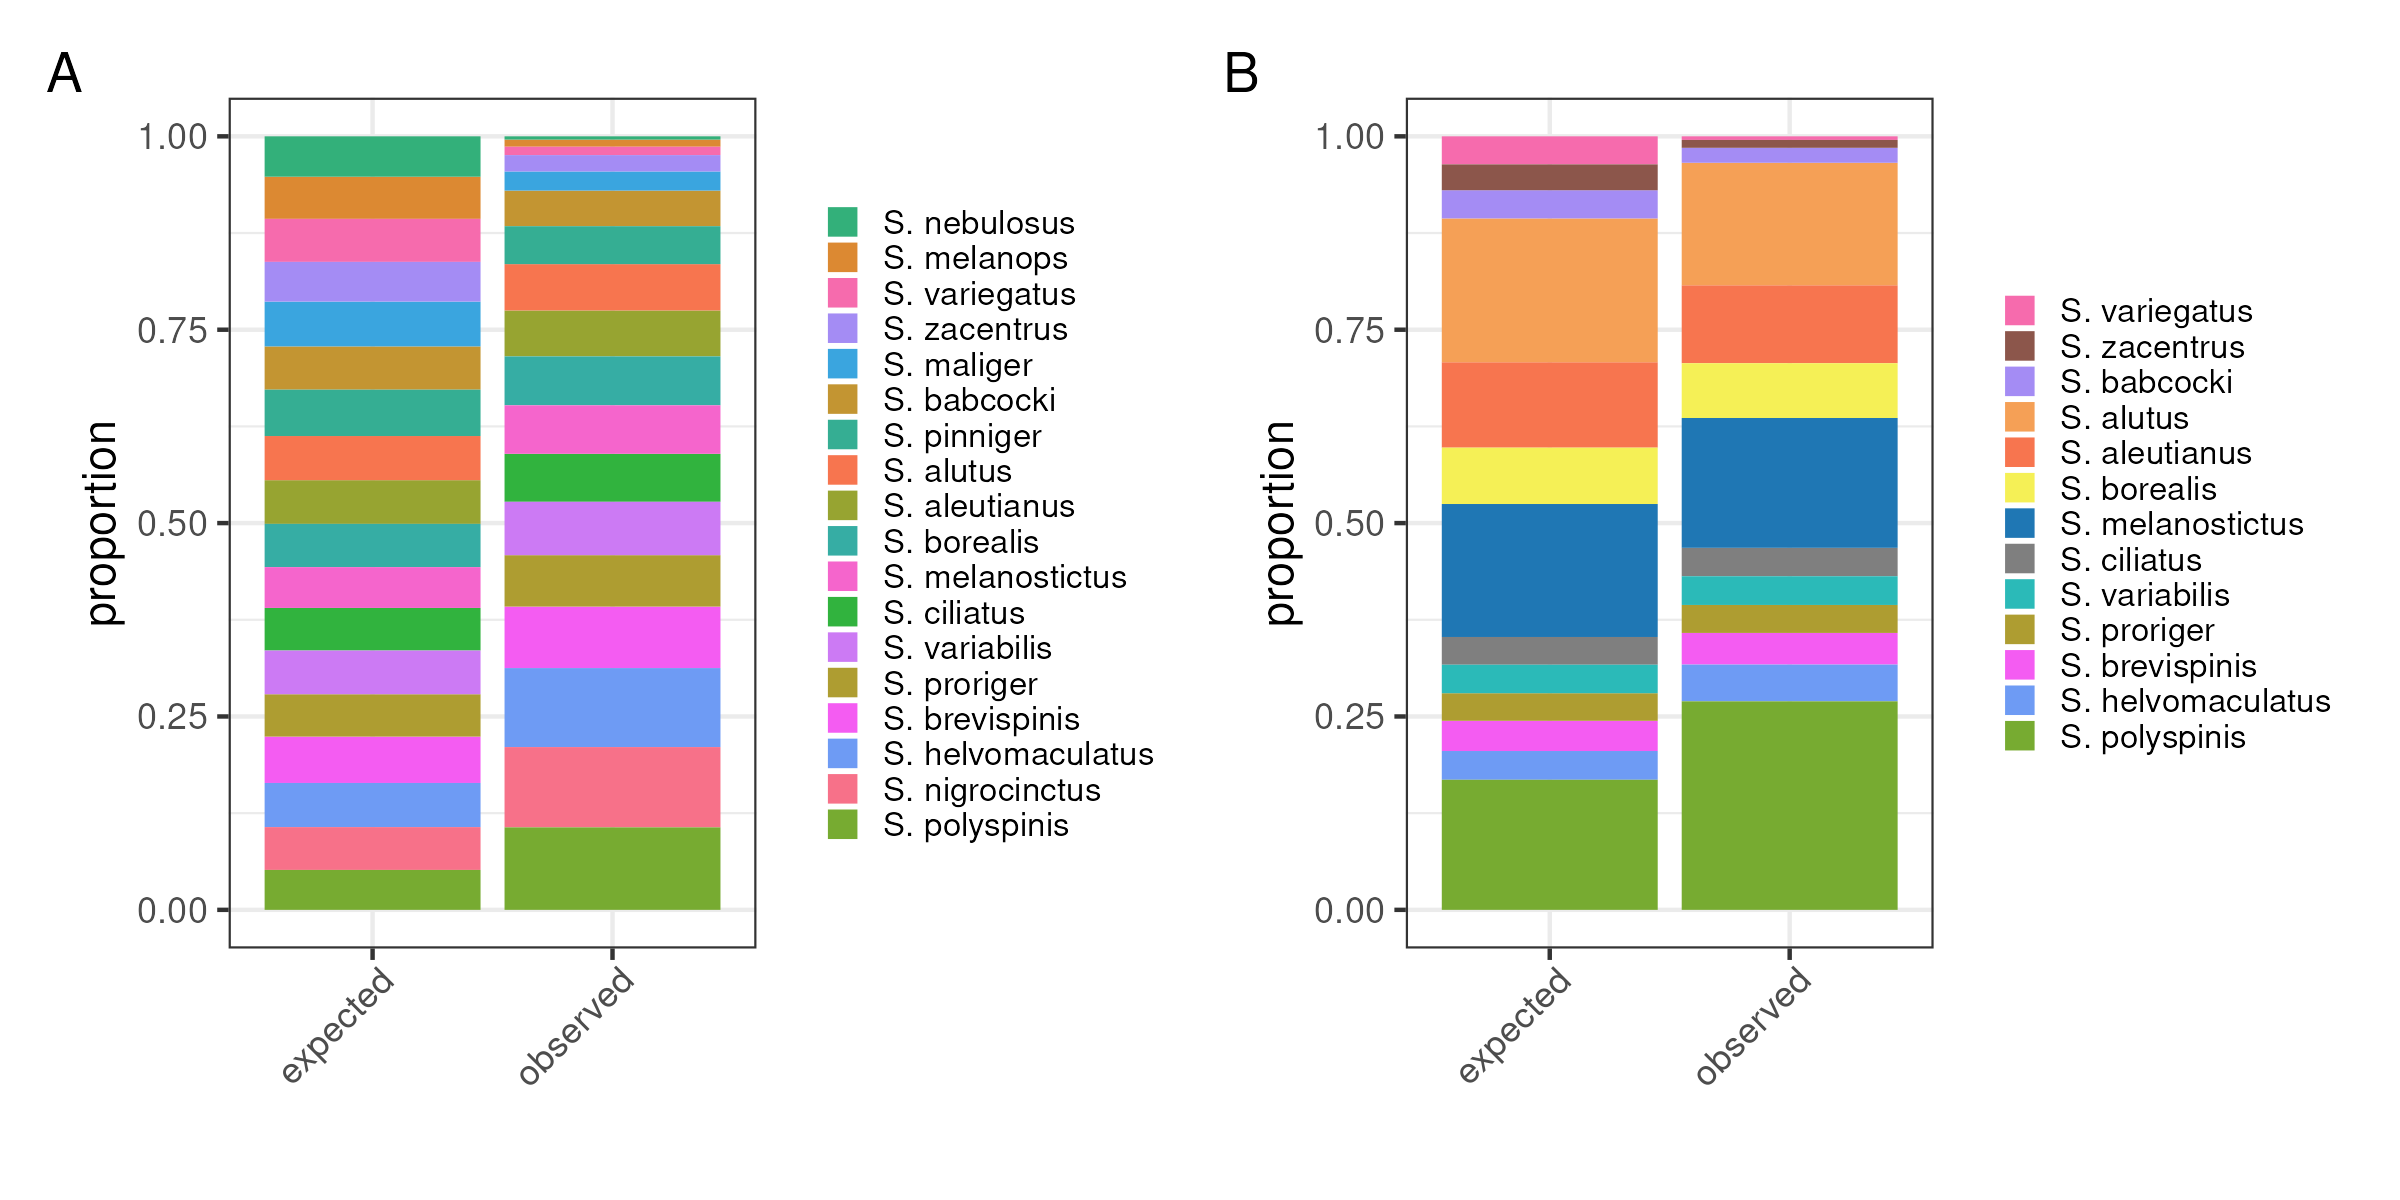 A
proportion
1.00
0.75
0.50
0.25
0.00
expected
observed
S. nebulosus
S. melanops
S. variegatus
S. zacentrus
S. maliger
S. babcocki
S. pinniger
S. alutus
S. aleutianus
S. borealis
S. melanostictus
S. ciliatus
S. variabilis
S. proriger
S. brevispinis
S. helvomaculatus
S. nigrocinctus
S. polyspinis
B
proportion
1.00
0.75
0.50
0.25
0.00
expected
observed
S. variegatus
S. zacentrus
S. babcocki
S. alutus
S. aleutianus
S. borealis
S. melanostictus
S. ciliatus
S. variabilis
S. proriger
S. brevispinis
S. helvomaculatus
S. polyspinis